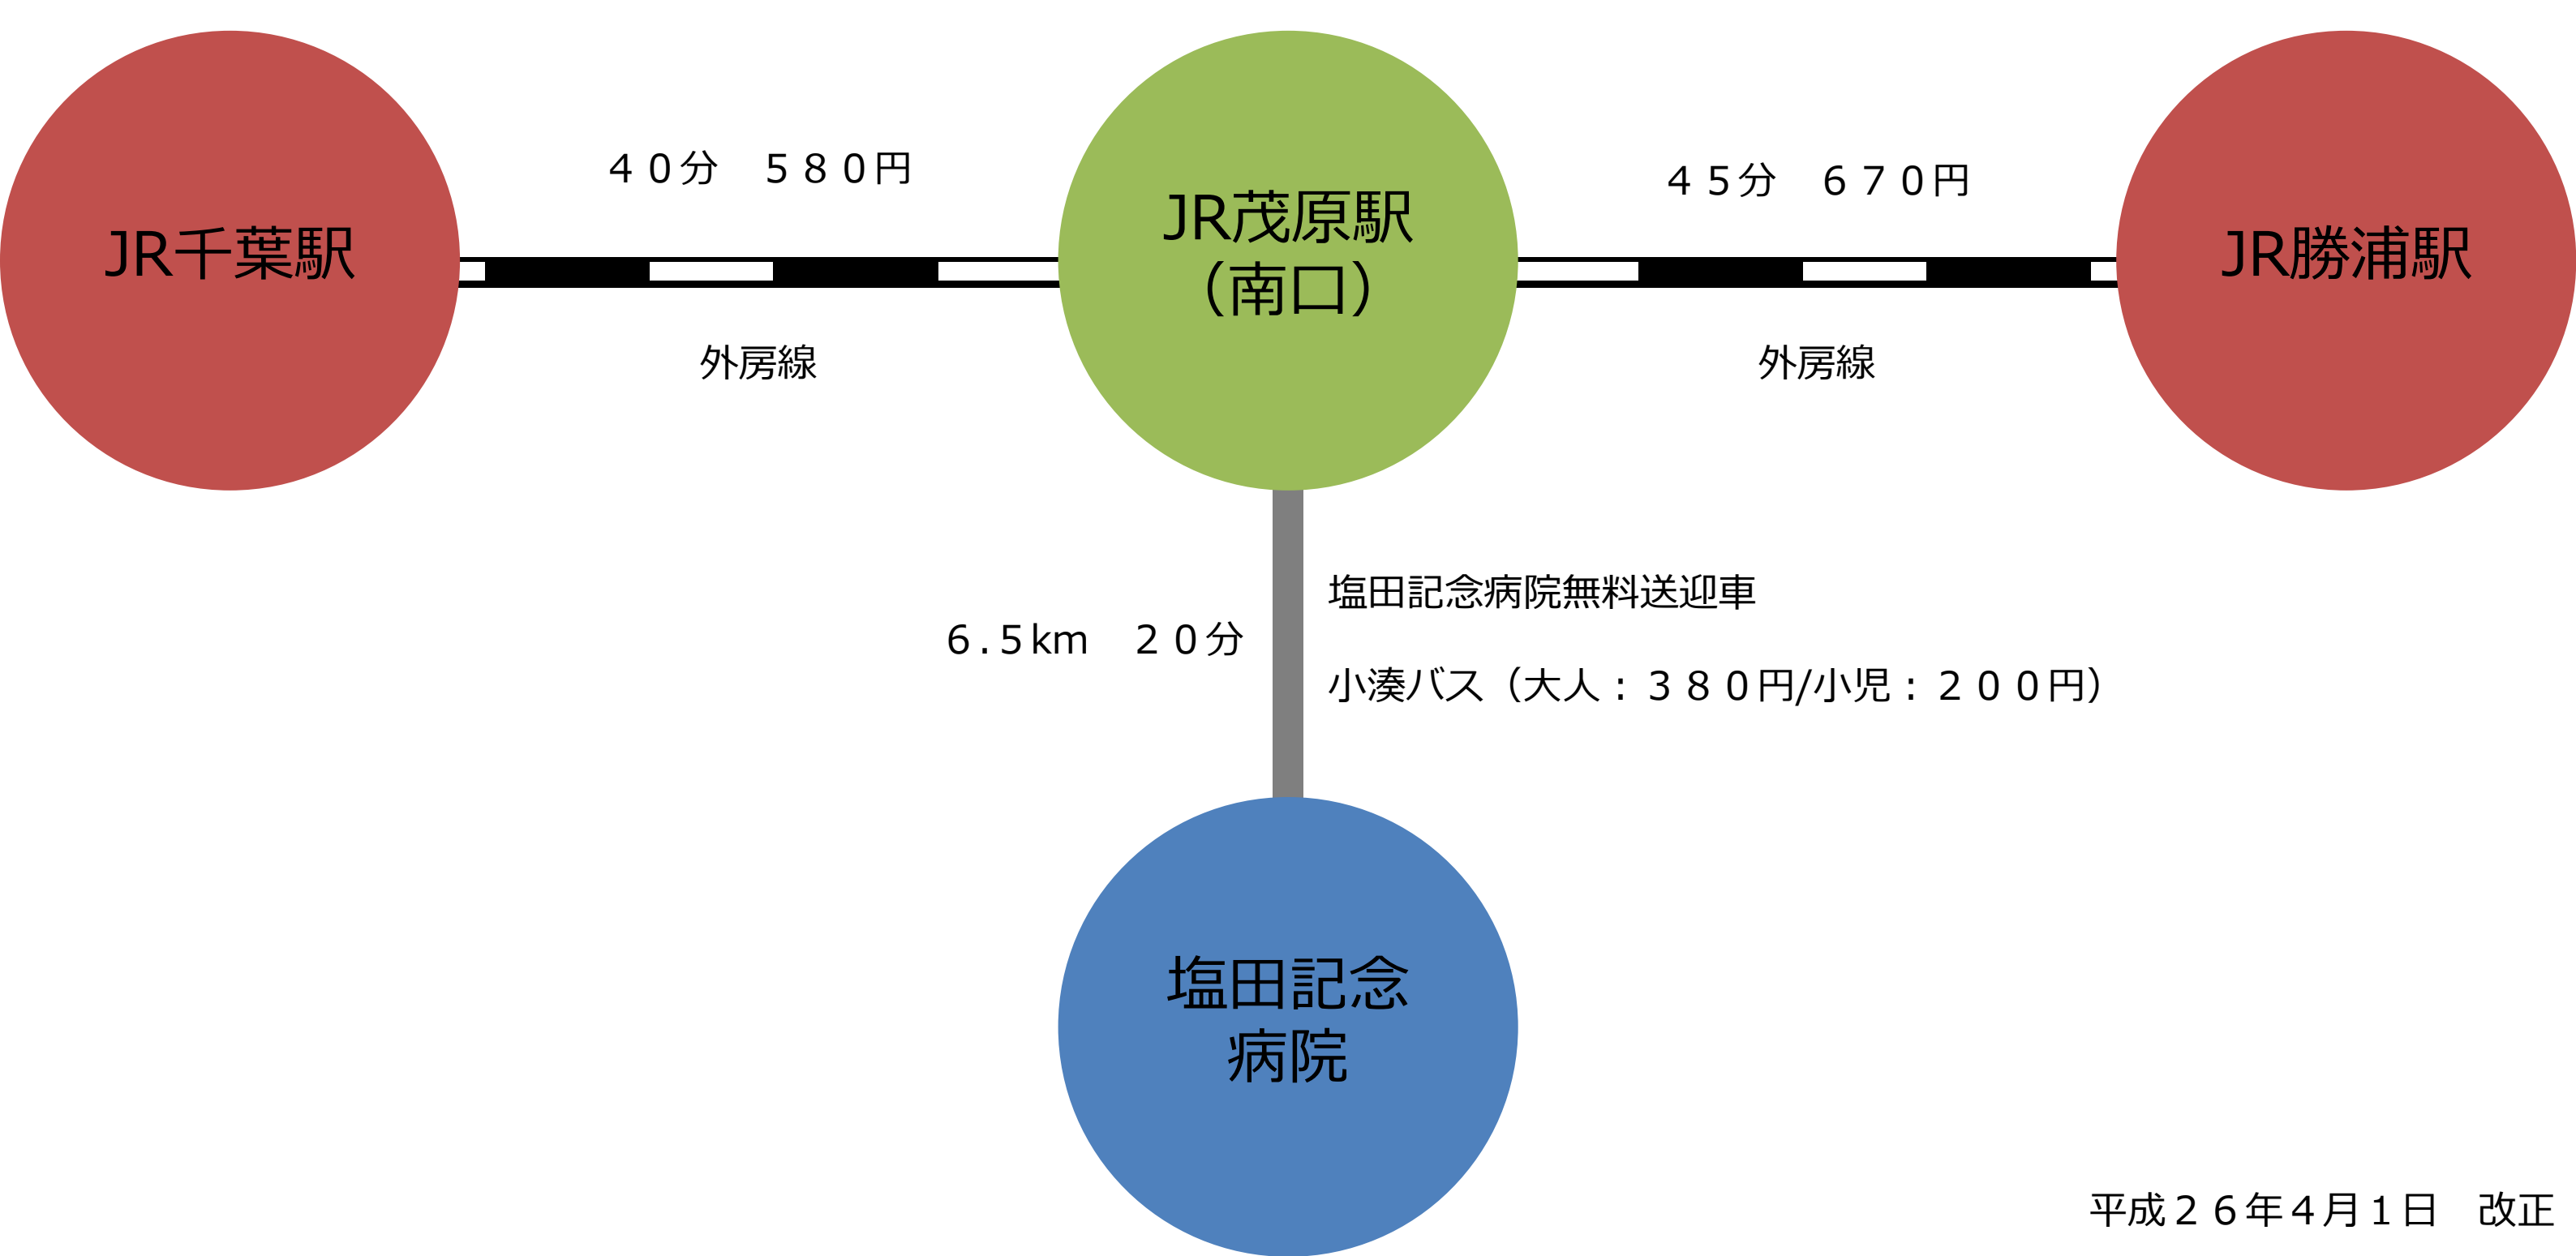 ４０分　５８０円
４５分　６７０円
JR千葉駅
JR茂原駅
（南口）
JR勝浦駅
外房線
外房線
塩田記念病院無料送迎車
６.５km　２０分
小湊バス（大人：３８０円/小児：２００円）
塩田記念
病院
平成２６年４月１日　改正